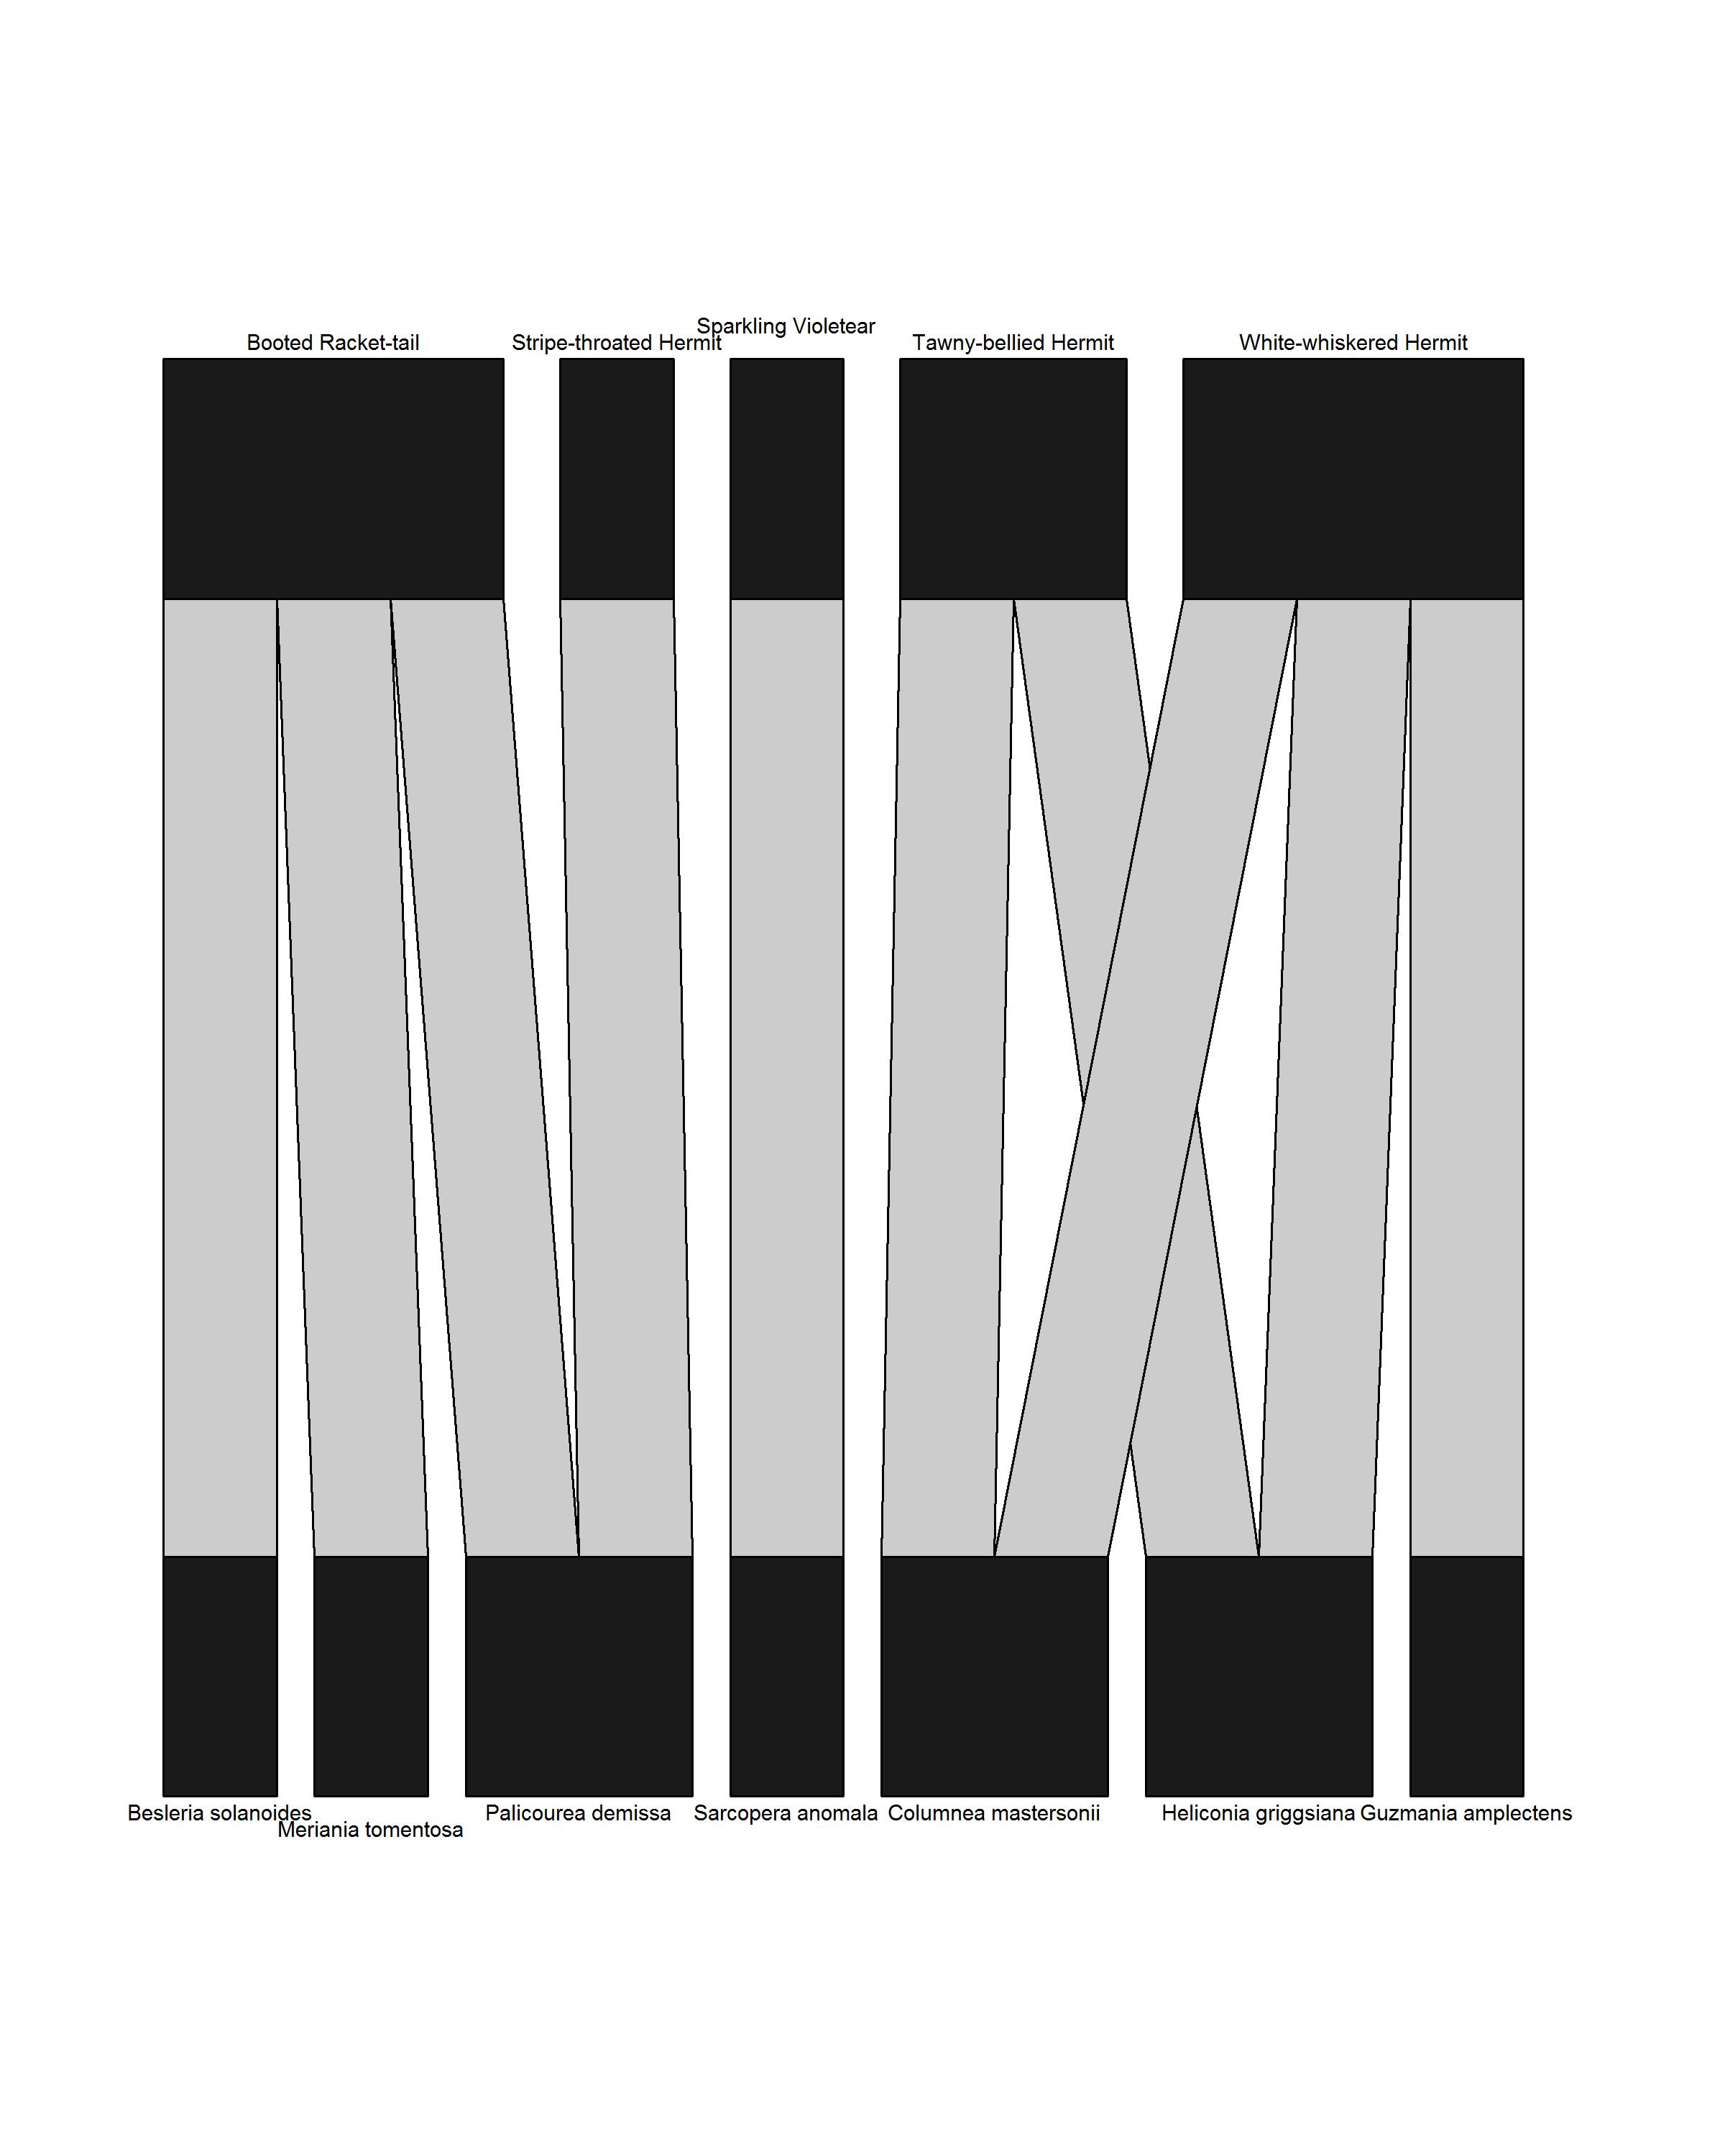 Booted Racket-tail
Stripe-throated Hermit
Sparkling Violetear
Tawny-bellied Hermit
White-whiskered Hermit
Besleria solanoides
Meriania tomentosa
Palicourea demissa
Sarcopera anomala
Columnea mastersonii
Heliconia griggsiana
Guzmania amplectens